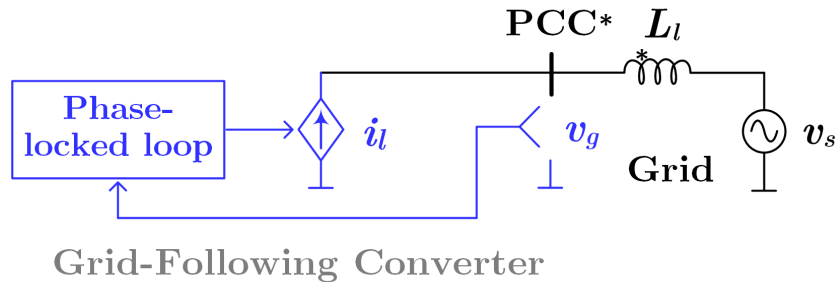 PCC*
L_l
*
Phase-
locked loop
i_l
v_g
v_s
Grid
Grid-Following Converter